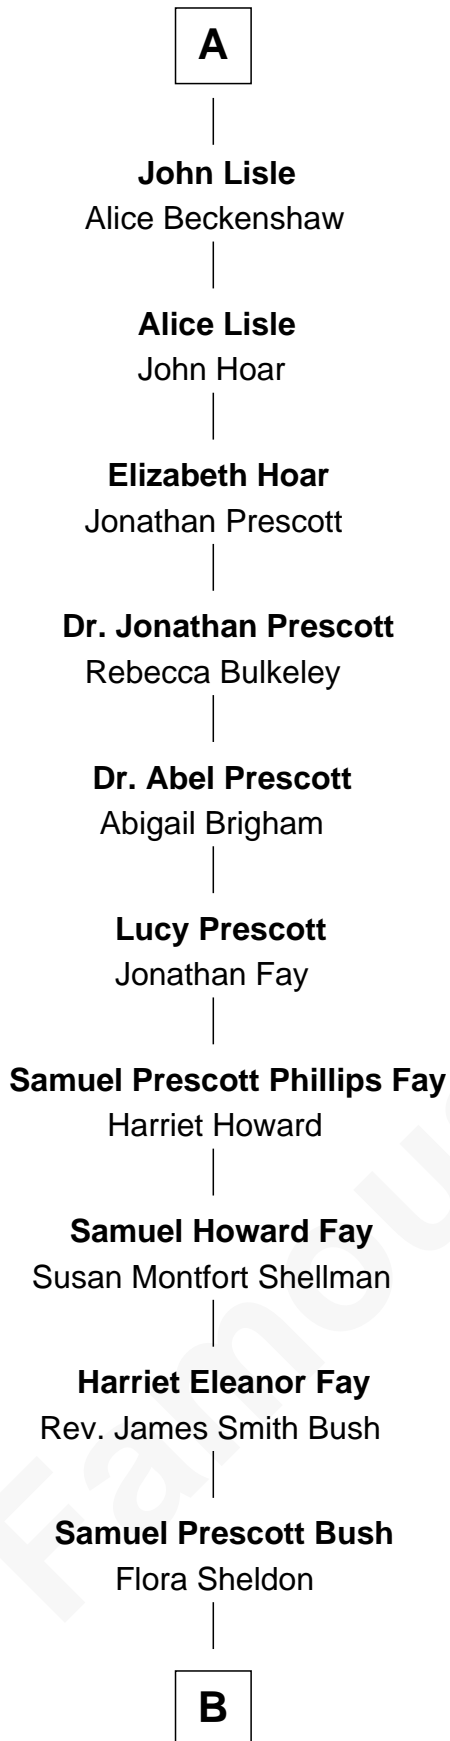 A
John Lisle
Alice Beckenshaw
Alice Lisle
John Hoar
Elizabeth Hoar
Jonathan Prescott
Dr. Jonathan Prescott
Rebecca Bulkeley
Dr. Abel Prescott
Abigail Brigham
Lucy Prescott
Jonathan Fay
Samuel Prescott Phillips Fay
Harriet Howard
Samuel Howard Fay
Susan Montfort Shellman
Harriet Eleanor Fay
Rev. James Smith Bush
Samuel Prescott Bush
Flora Sheldon
B
Famou